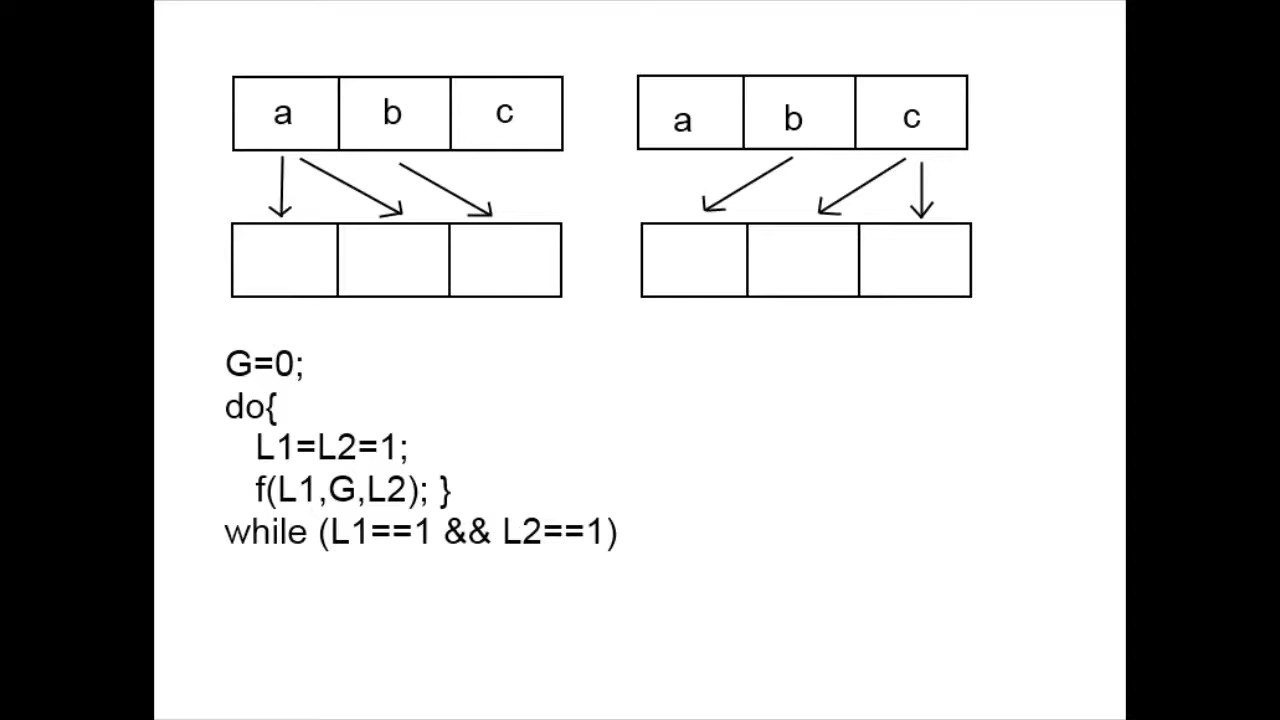 a b c
a b c
G=0;
do{
L1=L2=1;
f(L1,G,L2); }
while (L1==1 && L2==1)